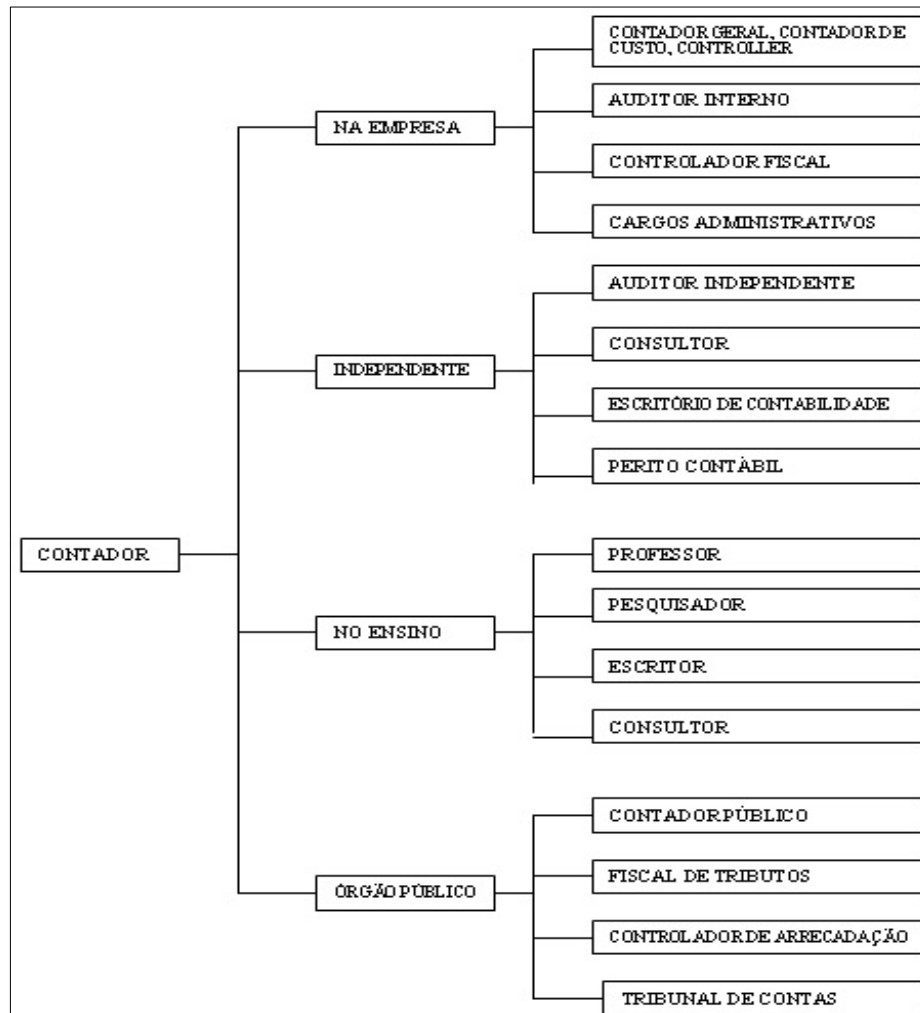 CONTADOR
NA EMPRESA
CONTADOR GERAL, CONTADOR DE
CUSTO, CONTROLLER
AUDITOR INTERNO
CONTROLADOR FISCAL
CARGOS ADMINISTRATIVOS
INDEPENDENTE
AUDITOR INDEPENDENTE
CONSULTOR
ESCRITÓRIO DE CONTABILIDADE
PERITO CONTÁBIL
NO ENSINO
PROFESSOR
PESQUISADOR
ESCRITOR
CONSULTOR
ÓRGÃO PÚBLICO
CONTADOR PÚBLICO
FISCAL DE TRIBUTOS
CONTROLADOR DE ARRECADAÇÃO
TRIBUNAL DE CONTAS